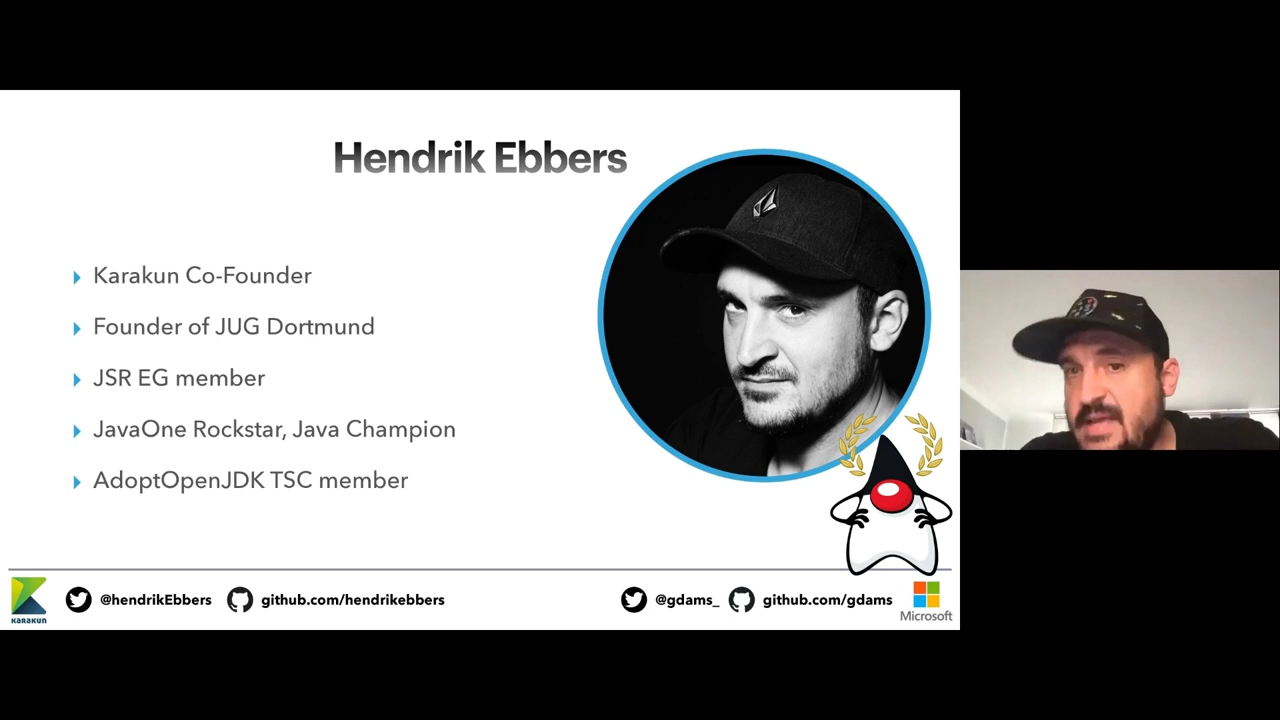 Hendrik Ebbers
Karakun Co-Founder
Founder of JUG Dortmund
JSR EG member
JavaOne Rockstar, Java Champion
AdoptOpenJDK TSC member
KARAKUN
@hendrikEbbers
github.com/hendrikebbers
@gdams_
github.com/gdams
Microsoft